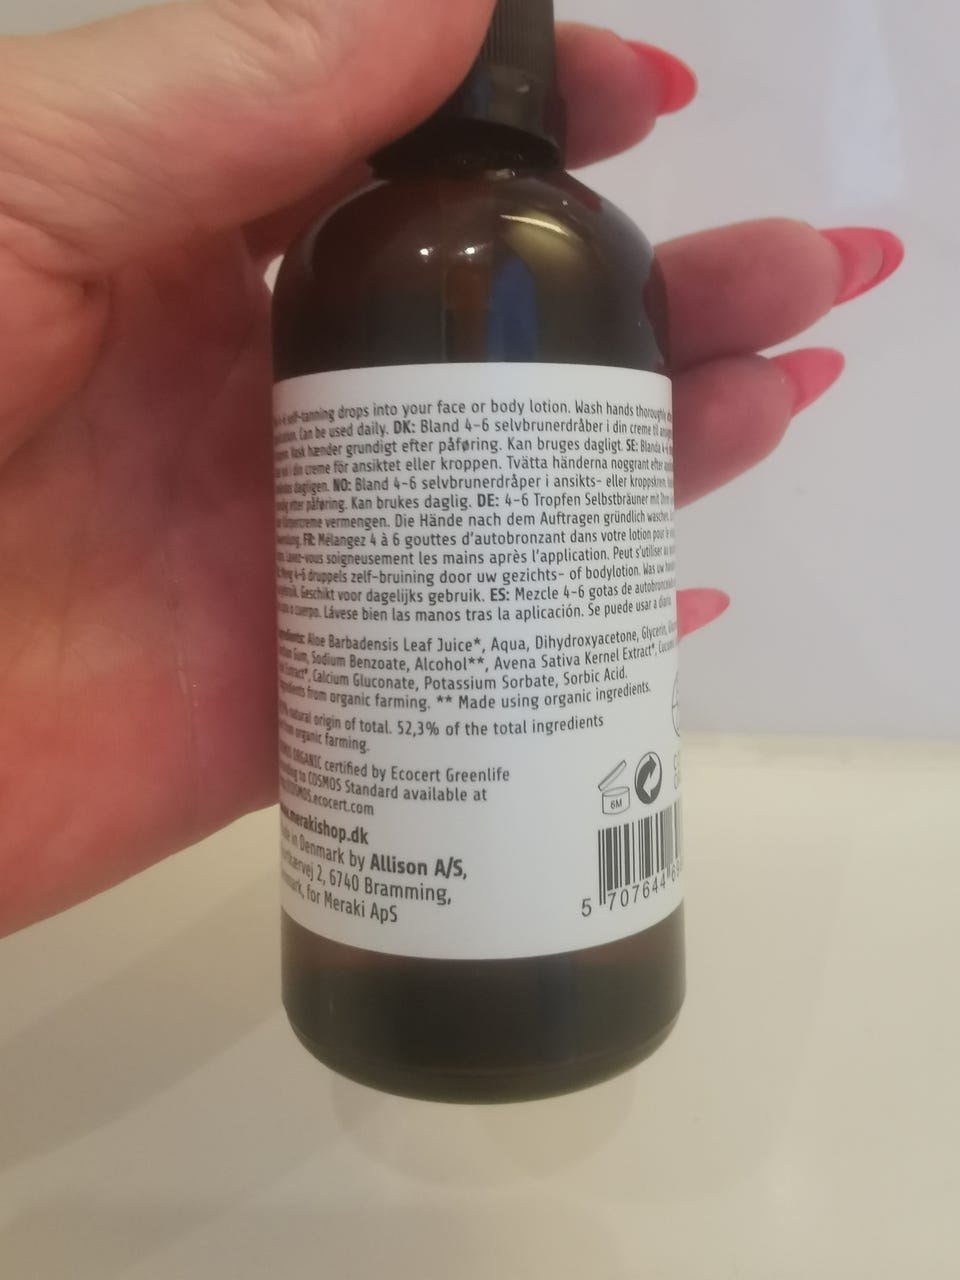 self-tanning drops into your face or body lotion. Wash hands thoroughly
Can be used daily. DK: Bland 4-6 selvbrunerdråber i din creme til
Vask hænder grundigt efter påføring. Kan bruges dagligt. SE: Blanda 4-6
i din creme för ansiktet eller kroppen. Tvätta händerna noggrant efter
dagligen. NO: Bland 4-6 selvbrunerdråper i ansikts- eller kroppskrem.
etter påføring. Kan brukes daglig. DE: 4-6 Tropfen Selbstbräuner mit Ihrer
vermengen. Die Hände nach dem Auftragen gründlich waschen.
FR: Mélangez 4 à 6 gouttes d'autobronzant dans votre lotion pour le
Lavez-vous soigneusement les mains après l'application. Peut s'utiliser au
4-6 druppels zelf-bruining door uw gezichts- of bodylotion. Was uw
Geschikt voor dagelijks gebruik. ES: Mezcle 4-6 gotas de
o cuerpo. Lávese bien las manos tras la aplicación. Se puede usar a diario
Aloe Barbadensis Leaf Juice*, Aqua, Dihydroxyacetone, Glycerin,
Gum, Sodium Benzoate, Alcohol**, Avena Sativa Kernel Extract*,
Extract*, Calcium Gluconate, Potassium Sorbate, Sorbic Acid.
from organic farming. ** Made using organic ingredients.
natural origin of total. 52,3% of the total ingredients
organic farming.
ORGANIC certified by Ecocert Greenlife
to COSMOS Standard available at
COSMOS.ecocert.com
www.merakishop.dk
in Denmark by Allison A/S,
2, 6740 Bramming,
for Meraki ApS
6M
5 707644